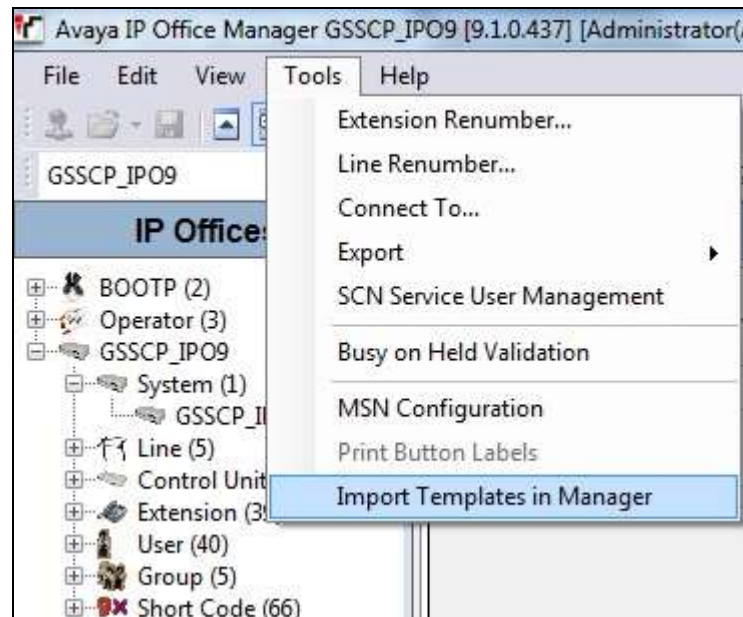 Avaya IP Office Manager GSSCP_IPO9 [9.1.0.437] [Administrator(
File Edit View Tools Help
GSSCP_IPO9
IP Offices
BOOTP (2)
Operator (3)
GSSCP_IPO9
System (1)
GSSCP_I
Line (5)
Control Unit
Extension (3
User (40)
Group (5)
Short Code (66)
Extension Renumber...
Line Renumber...
Connect To...
Export
SCN Service User Management
Busy on Held Validation
MSN Configuration
Print Button Labels
Import Templates in Manager